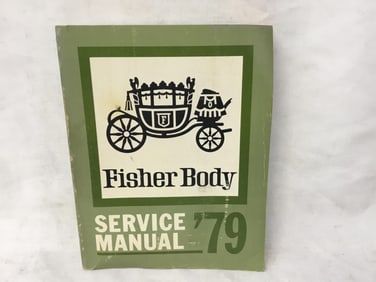 F
Fisher Body
SERVICE
MANUAL '79